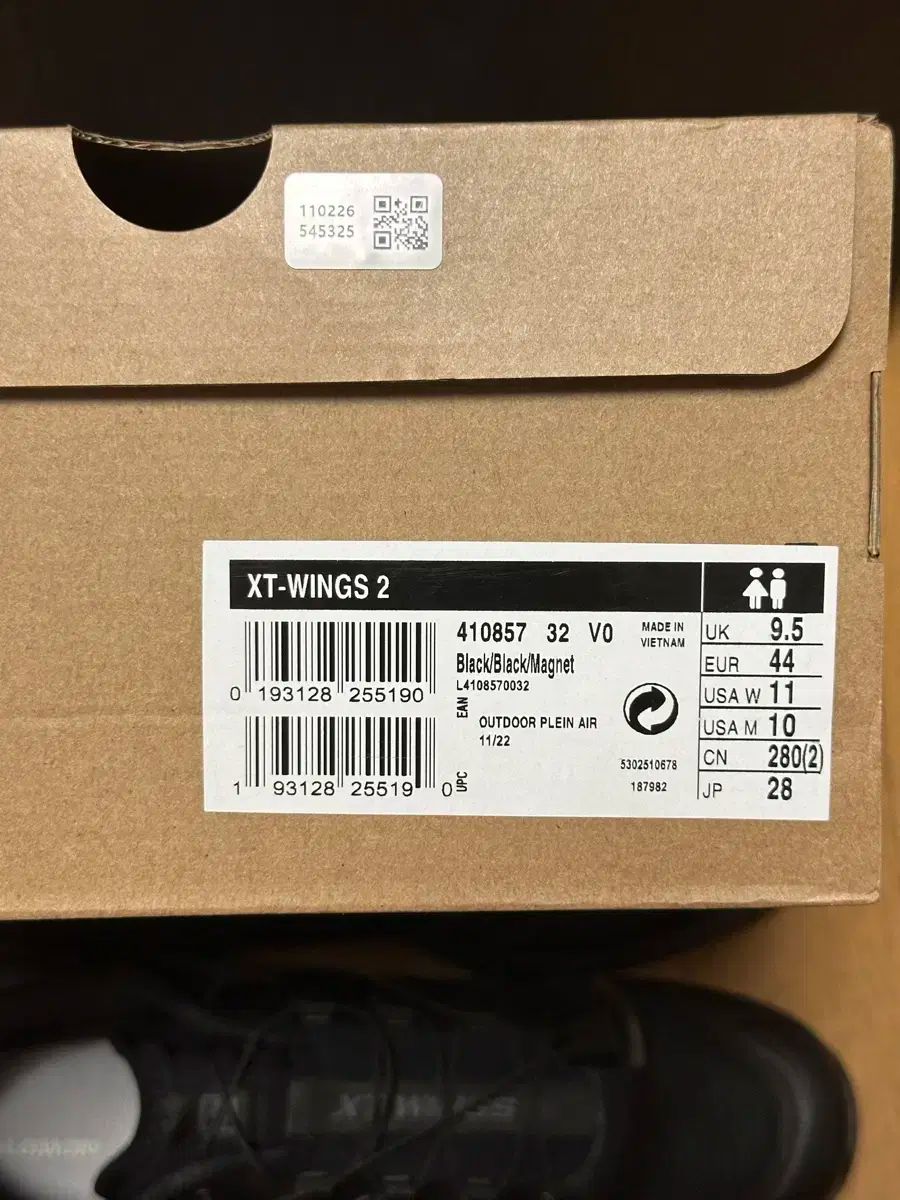 110226
545325
XT-WINGS 2
0 193128 255190
EAN
1 93128 25519 0
UPC
410857 32 V0
Black/Black/Magnet
L4108570032
OUTDOOR PLEIN AIR
11/22
MADE IN
VIETNAM
5302510678
187982
UK 9.5
EUR 44
USA W 11
USA M 10
CN 280(2)
JP 28
XT-WINGS